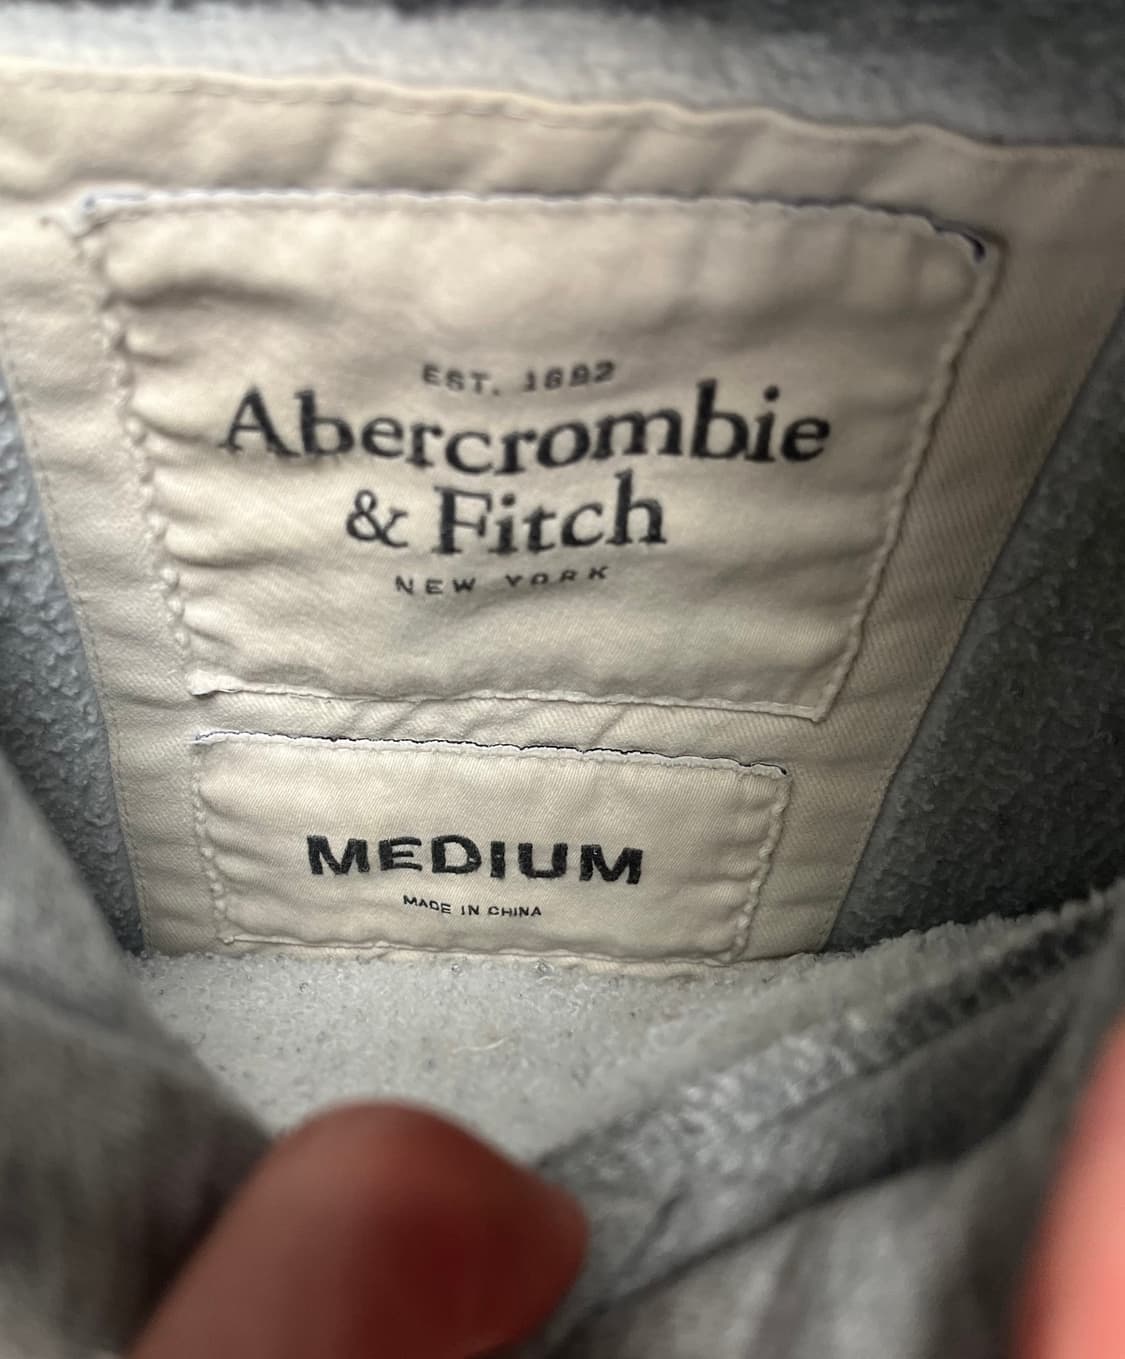 EST. 1892
Abercrombie
& Fitch
NEW YORK
MEDIUM
MADE IN CHINA